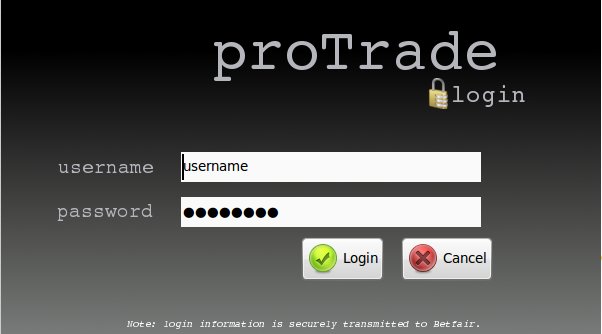 proTrade
login
username username
password ●●●●●●●●
Login Cancel
Note: login information is securely transmitted to Betfair.